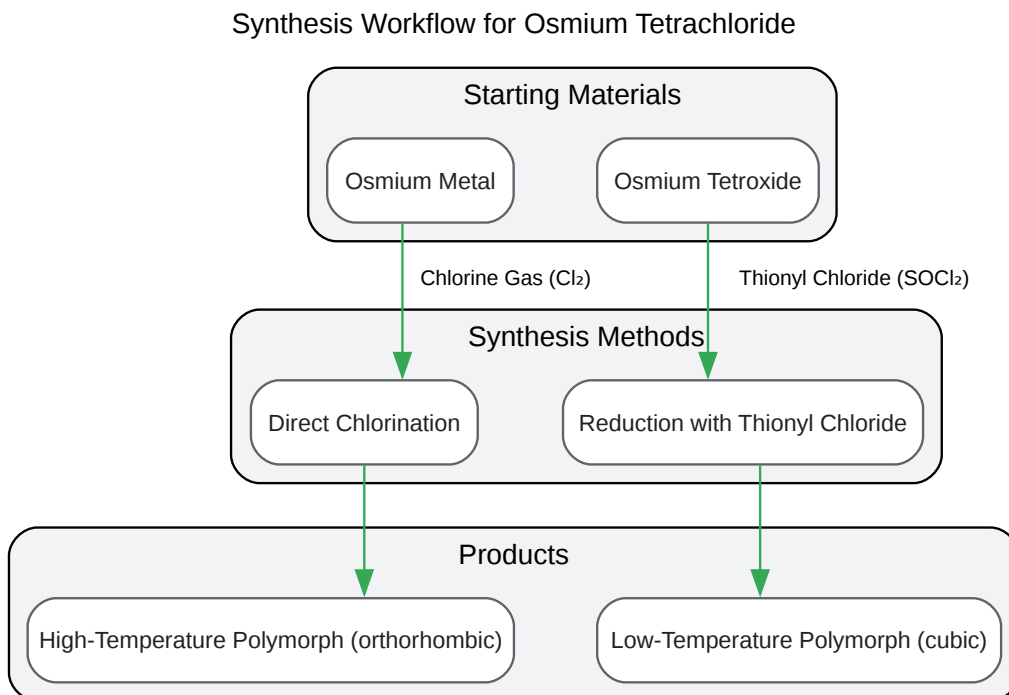 Synthesis Workflow for Osmium Tetrachloride
Starting Materials
Osmium Metal
Osmium Tetroxide
Chlorine Gas (Cl₂)
Thionyl Chloride (SOCl₂)
Synthesis Methods
Direct Chlorination
Reduction with Thionyl Chloride
Products
High-Temperature Polymorph (orthorhombic)
Low-Temperature Polymorph (cubic)